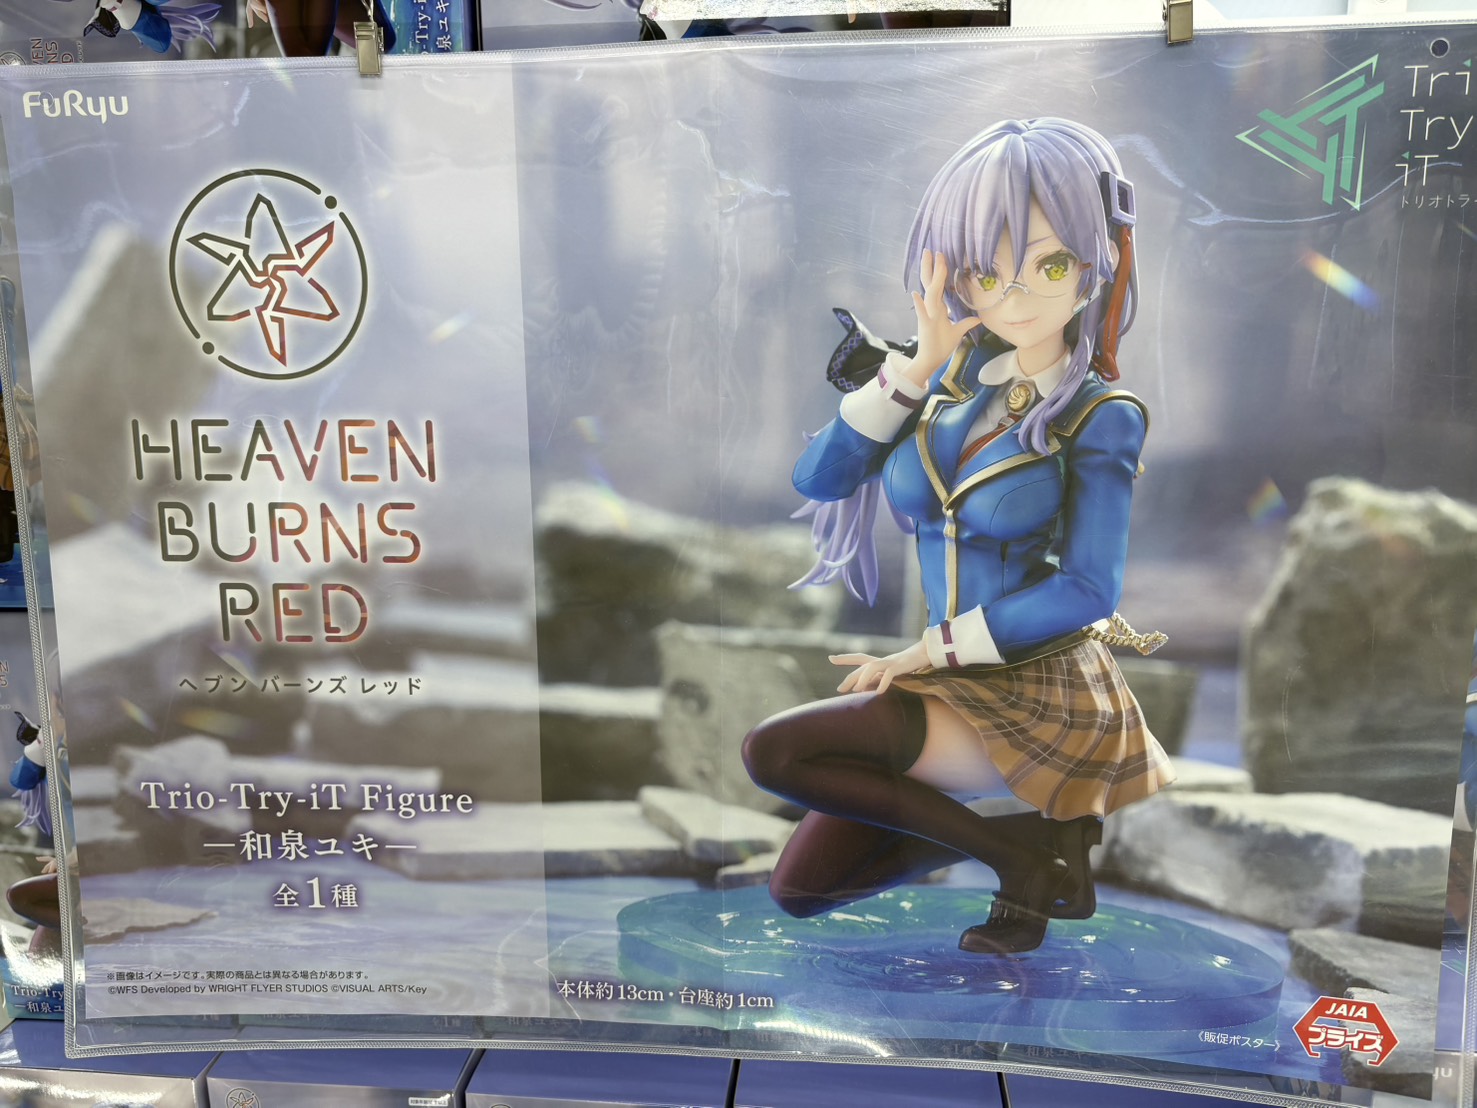 FuRyu
HEAVEN
BURNS
RED
ヘブン バーンズ レッド
Trio-Try-iT Figure
―和泉ユキ―
全1種
※画像はイメージです。実際の商品とは異なる場合があります。
©WFS Developed by WRIGHT FLYER STUDIOS ©VISUAL ARTS/Key
本体約13cm・台座約1cm
Tri
Try
iT
トリオトラ
《販促ポスター》
JAIA
プライズ